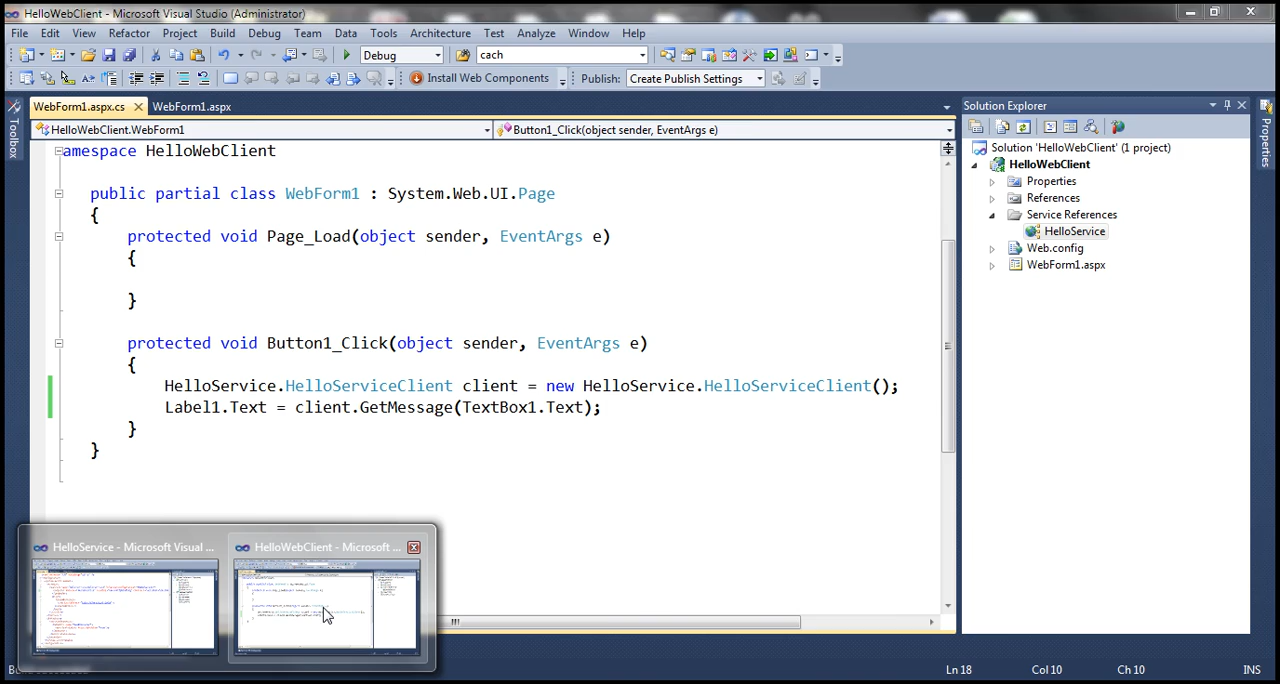 HelloWebClient - Microsoft Visual Studio (Administrator)
File Edit View Refactor Project Build Debug Team Data Tools Architecture Test Analyze Window Help
Debug cach
Install Web Components Publish: Create Publish Settings
WebForm1.aspx.cs WebForm1.aspx
HelloWebClient.WebForm1 Button1_Click(object sender, EventArgs e)
amespace HelloWebClient
public partial class WebForm1 : System.Web.UI.Page
{
protected void Page_Load(object sender, EventArgs e)
{
}
protected void Button1_Click(object sender, EventArgs e)
{
HelloService.HelloServiceClient client = new HelloService.HelloServiceClient();
Label1.Text = client.GetMessage(TextBox1.Text);
}
}
Toolbox
Solution Explorer
Solution 'HelloWebClient' (1 project)
HelloWebClient
Properties
References
Service References
HelloService
Web.config
WebForm1.aspx
Properties
HelloService - Microsoft Visual ...
HelloWebClient - Microsoft ...
Ln 18 Col 10 Ch 10 INS